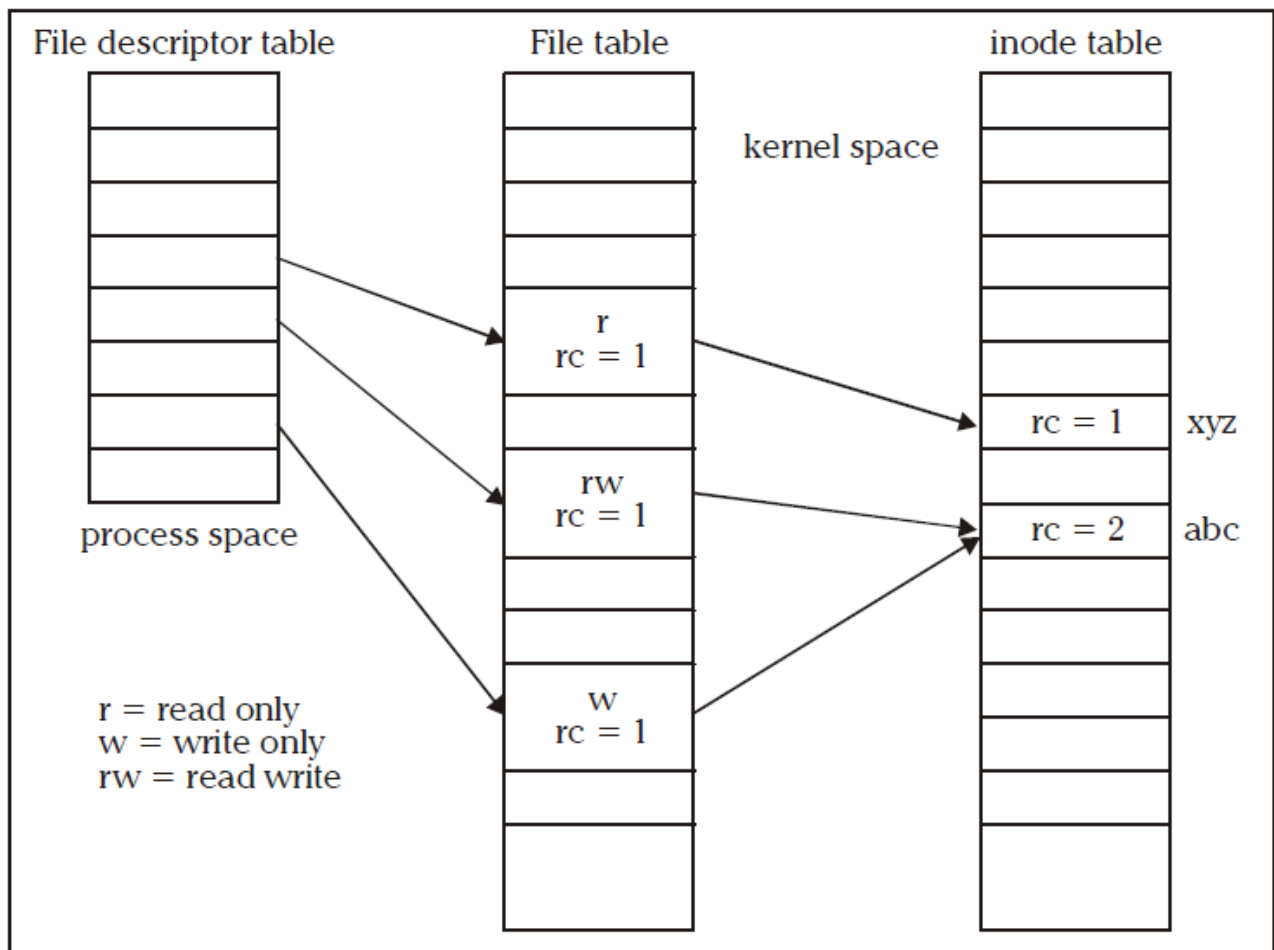 File descriptor table
File table
inode table
kernel space
r
rc = 1
rc = 1
xyz
rw
rc = 1
rc = 2
abc
process space
w
rc = 1
r = read only
w = write only
rw = read write